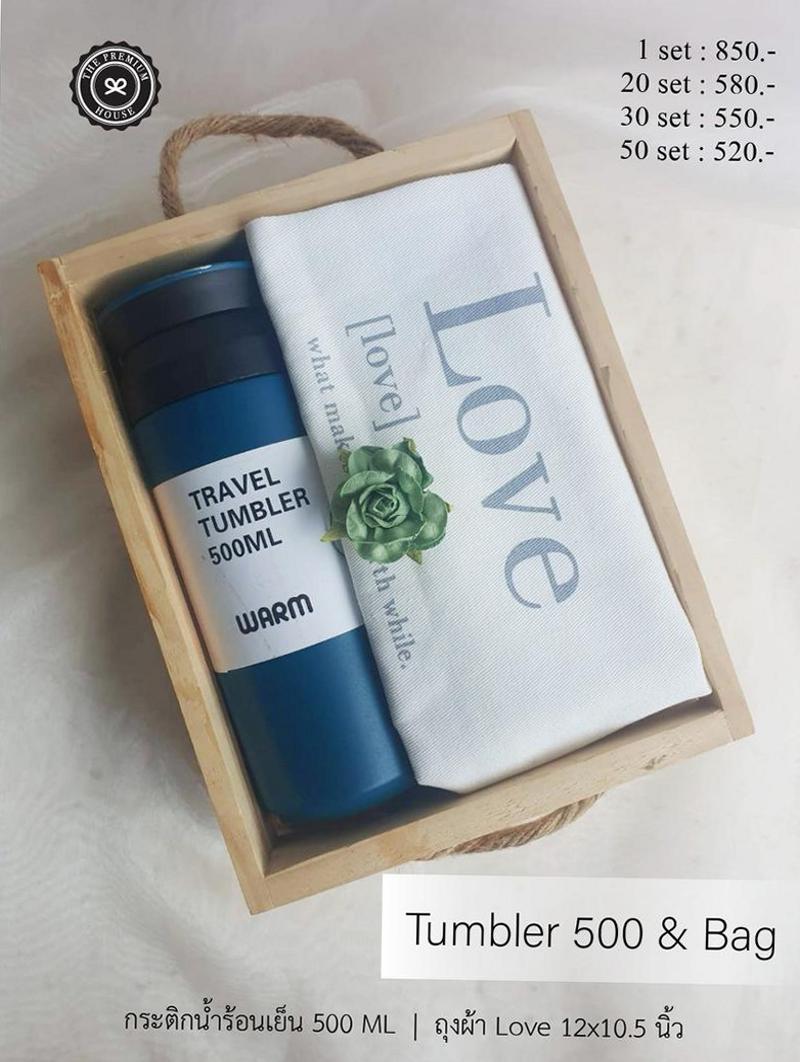 THE PREMIUM
HOUSE
1 set : 850.-
20 set : 580.-
30 set : 550.-
50 set : 520.-
Love
[love]
what mak
th while.
TRAVEL
TUMBLER
500ML
WARM
Tumbler 500 & Bag
กระติกน้ำร้อนเย็น 500 ML | ถุงผ้า Love 12x10.5 นิ้ว